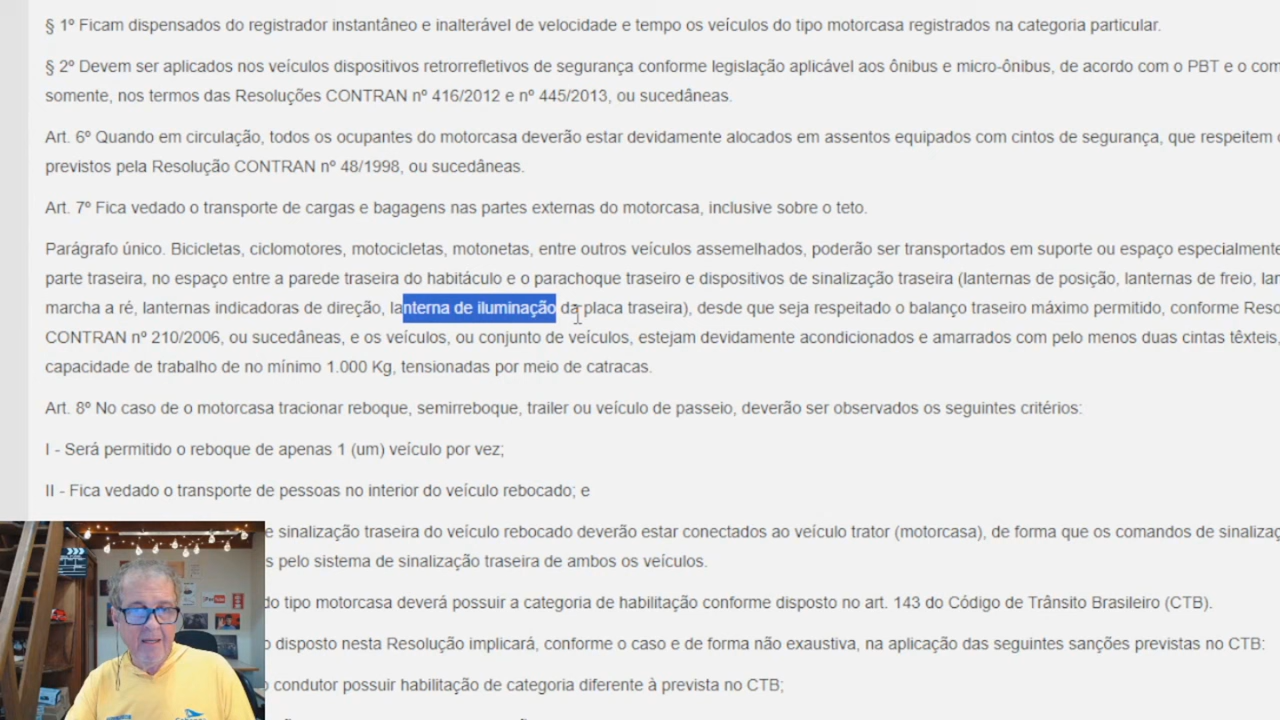 § 1º Ficam dispensados do registrador instantâneo e inalterável de velocidade e tempo os veículos do tipo motorcasa registrados na categoria particular.
§ 2º Devem ser aplicados nos veículos dispositivos retrorrefletivos de segurança conforme legislação aplicável aos ônibus e micro-ônibus, de acordo com o PBT e o com
somente, nos termos das Resoluções CONTRAN nº 416/2012 e nº 445/2013, ou sucedâneas.
Art. 6º Quando em circulação, todos os ocupantes do motorcasa deverão estar devidamente alocados em assentos equipados com cintos de segurança, que respeitem
previstos pela Resolução CONTRAN nº 48/1998, ou sucedâneas.
Art. 7º Fica vedado o transporte de cargas e bagagens nas partes externas do motorcasa, inclusive sobre o teto.
Parágrafo único. Bicicletas, ciclomotores, motocicletas, motonetas, entre outros veículos assemelhados, poderão ser transportados em suporte ou espaço especialmente
parte traseira, no espaço entre a parede traseira do habitáculo e o parachoque traseiro e dispositivos de sinalização traseira (lanternas de posição, lanternas de freio, lan
marcha a ré, lanternas indicadoras de direção, lanterna de iluminação da placa traseira), desde que seja respeitado o balanço traseiro máximo permitido, conforme Reso
CONTRAN nº 210/2006, ou sucedâneas, e os veículos, ou conjunto de veículos, estejam devidamente acondicionados e amarrados com pelo menos duas cintas têxteis,
capacidade de trabalho de no mínimo 1.000 Kg, tensionadas por meio de catracas.
Art. 8º No caso de o motorcasa tracionar reboque, semirreboque, trailer ou veículo de passeio, deverão ser observados os seguintes critérios:
I - Será permitido o reboque de apenas 1 (um) veículo por vez;
II - Fica vedado o transporte de pessoas no interior do veículo rebocado; e
e sinalização traseira do veículo rebocado deverão estar conectados ao veículo trator (motorcasa), de forma que os comandos de sinalizaç
s pelo sistema de sinalização traseira de ambos os veículos.
do tipo motorcasa deverá possuir a categoria de habilitação conforme disposto no art. 143 do Código de Trânsito Brasileiro (CTB).
o disposto nesta Resolução implicará, conforme o caso e de forma não exaustiva, na aplicação das seguintes sanções previstas no CTB:
o condutor possuir habilitação de categoria diferente à prevista no CTB;